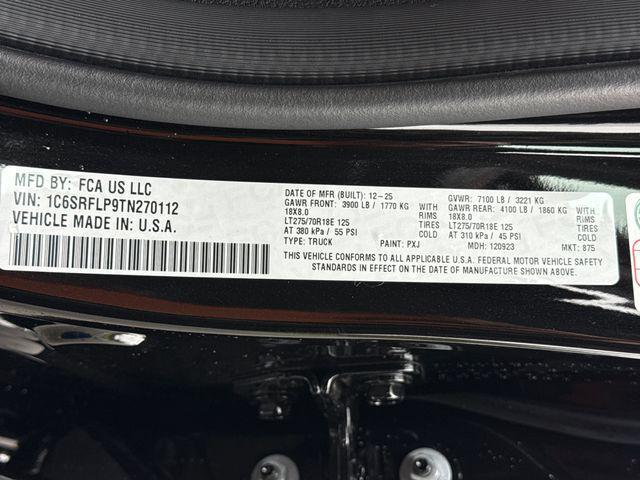 MFD BY: FCA US LLC
VIN: 1C6SRFLP9TN270112
VEHICLE MADE IN: U.S.A.
DATE OF MFR (BUILT): 12-25
GAWR FRONT: 3900 LB / 1770 KG WITH
18X8.0 RIMS
LT275/70R18E 125 TIRES
AT 380 kPa / 55 PSI COLD
TYPE: TRUCK PAINT: PXJ
GVWR: 7100 LB / 3221 KG
GAWR REAR: 4100 LB / 1860 KG WITH
18X8.0 RIMS
LT275/70R18E 125 TIRES
AT 310 kPa / 45 PSI COLD
MDH: 120923 MKT: 875
THIS VEHICLE CONFORMS TO ALL APPLICABLE U.S.A. FEDERAL MOTOR VEHICLE SAFETY
STANDARDS IN EFFECT ON THE DATE OF MANUFACTURE SHOWN ABOVE.